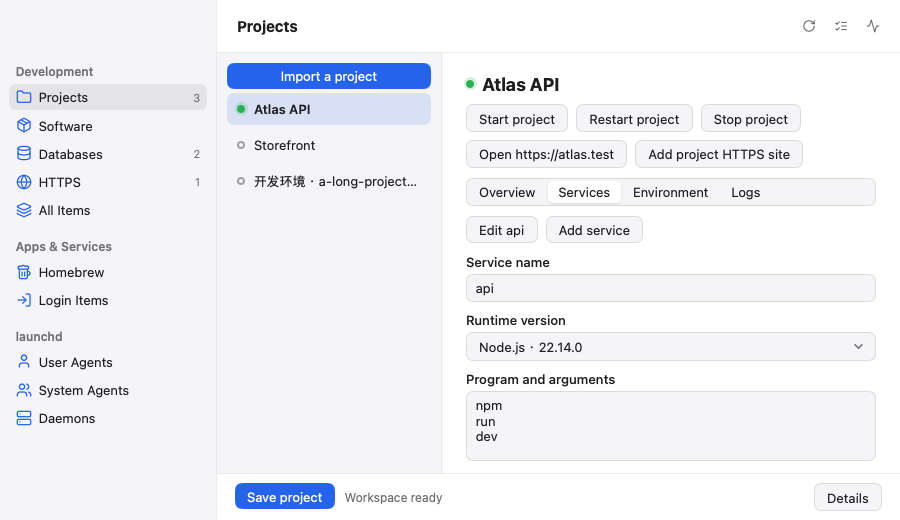 Projects
Development
Projects 3
Software
Databases 2
HTTPS 1
All Items
Apps & Services
Homebrew
Login Items
launchd
User Agents
System Agents
Daemons
Import a project
Atlas API
Storefront
开发环境 · a-long-project...
Atlas API
Start project Restart project Stop project
Open https://atlas.test Add project HTTPS site
Overview Services Environment Logs
Edit api Add service
Service name
api
Runtime version
Node.js · 22.14.0
Program and arguments
npm
run
dev
Save project Workspace ready Details